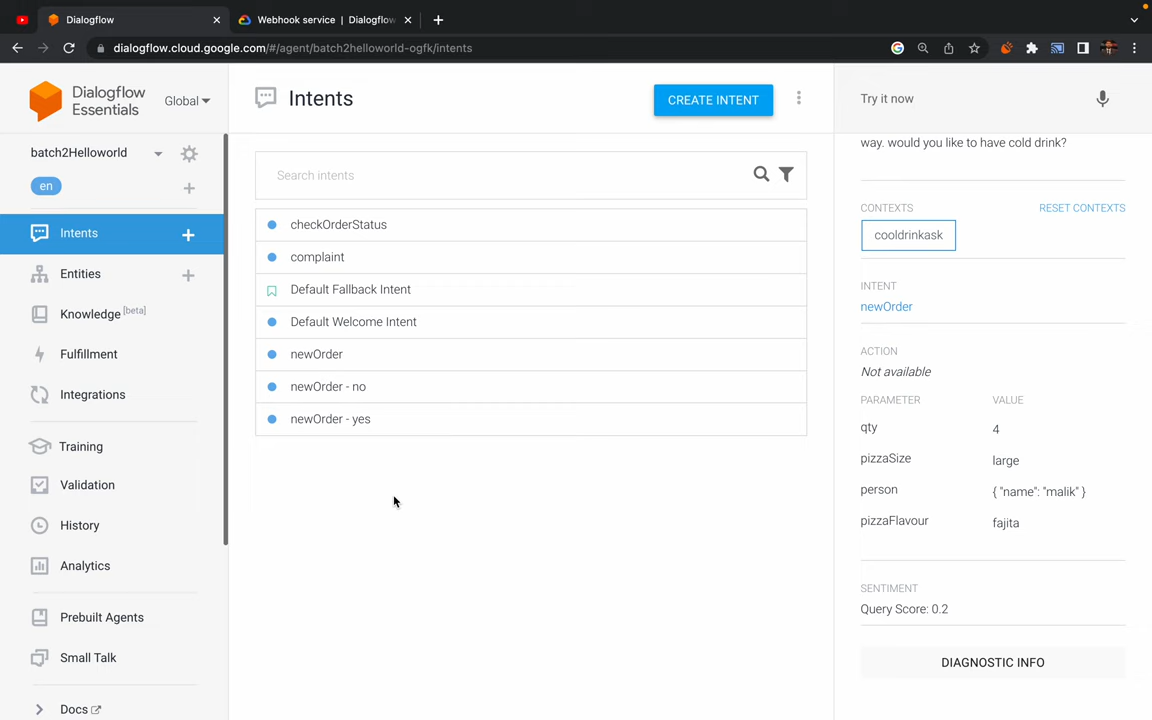 Dialogflow
Webhook service | Dialogflow
dialogflow.cloud.google.com/#/agent/batch2helloworld-ogfk/intents
Dialogflow
Essentials
Global
batch2Helloworld
en
Intents
Entities
Knowledge [beta]
Fulfillment
Integrations
Training
Validation
History
Analytics
Prebuilt Agents
Small Talk
Docs
Intents
CREATE INTENT
Search intents
checkOrderStatus
complaint
Default Fallback Intent
Default Welcome Intent
newOrder
newOrder - no
newOrder - yes
Try it now
way. would you like to have cold drink?
CONTEXTS
RESET CONTEXTS
cooldrinkask
INTENT
newOrder
ACTION
Not available
PARAMETER VALUE
qty 4
pizzaSize large
person { "name": "malik" }
pizzaFlavour fajita
SENTIMENT
Query Score: 0.2
DIAGNOSTIC INFO